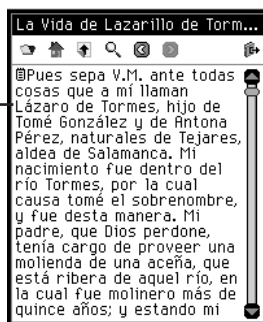 La Vida de Lazarillo de Torm...
Pues sepa V.M. ante todas
cosas que a mí llaman
Lázaro de Tormes, hijo de
Tomé González y de Antona
Pérez, naturales de Tejares,
aldea de Salamanca. Mi
nacimiento fue dentro del
río Tormes, por la cual
causa tomé el sobrenombre,
y fue desta manera. Mi
padre, que Dios perdone,
tenía cargo de proveer una
molienda de una aceña, que
está ribera de aquel río, en
la cual fue molinero más de
quince años; y estando mi